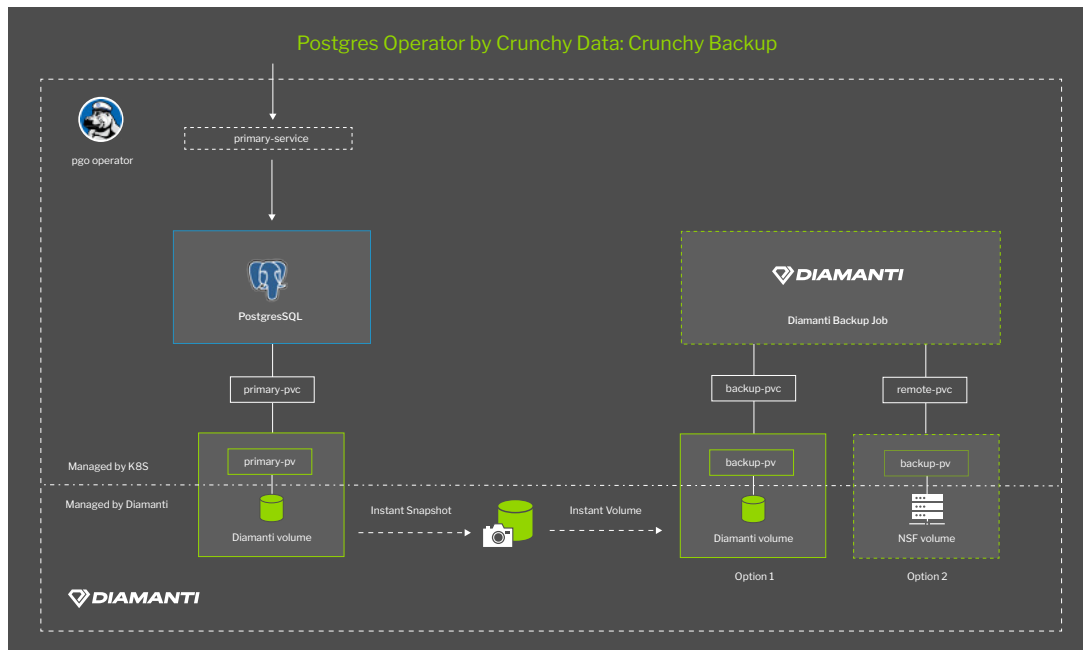 Postgres Operator by Crunchy Data: Crunchy Backup
pgo operator
primary-service
PostgresSQL
DIAMANTI
Diamanti Backup Job
primary-pvc
backup-pvc
remote-pvc
primary-pv
backup-pv
backup-pv
Managed by K8S
Managed by Diamanti
Instant Snapshot
Instant Volume
Diamanti volume
Diamanti volume
NSF volume
Option 1
Option 2
DIAMANTI